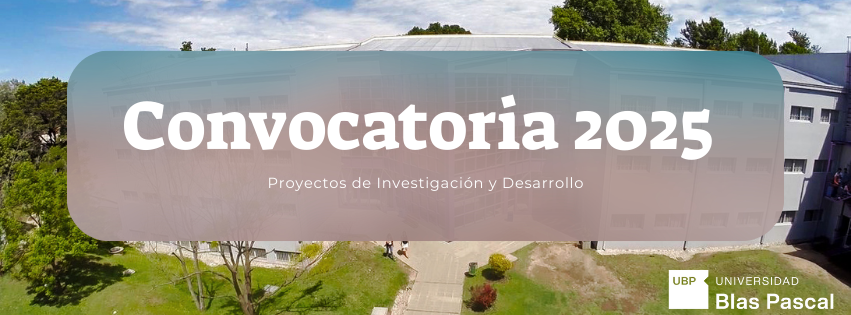 Convocatoria 2025
Proyectos de Investigación y Desarrollo
UBP
UNIVERSIDAD
Blas Pascal